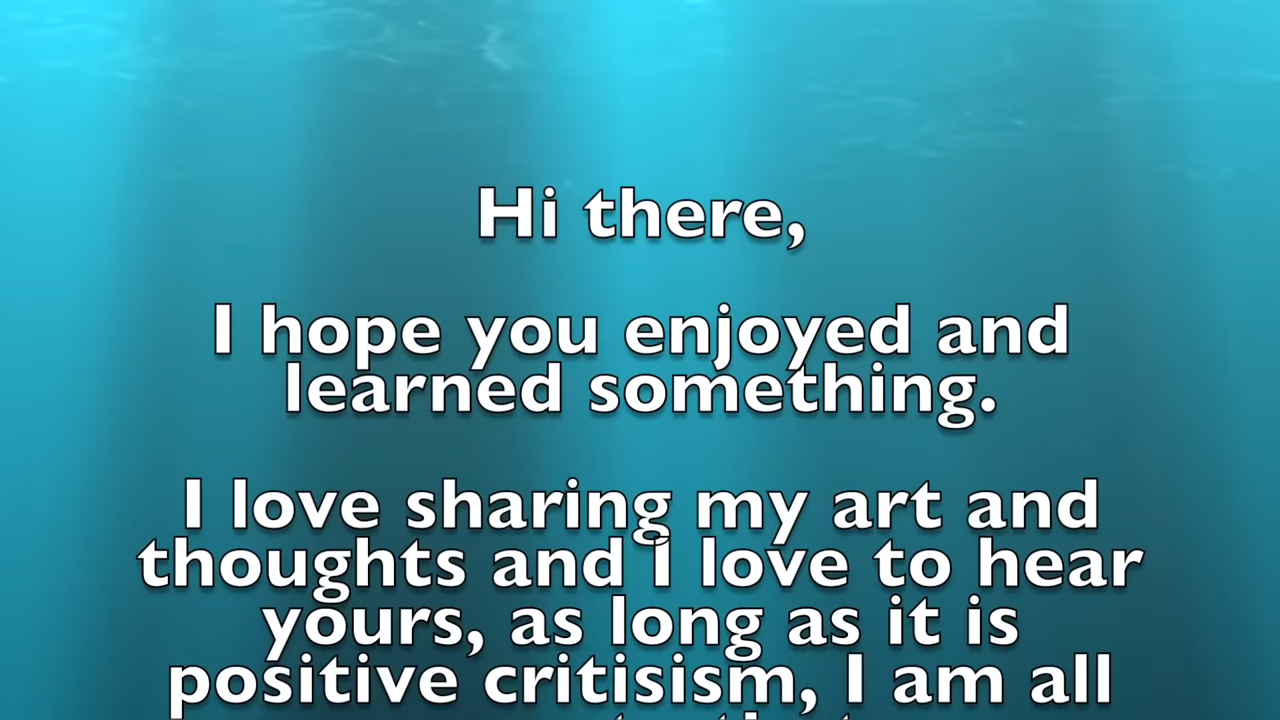 Hi there,
I hope you enjoyed and
learned something.
I love sharing my art and
thoughts and I love to hear
yours, as long as it is
positive critisism, I am all